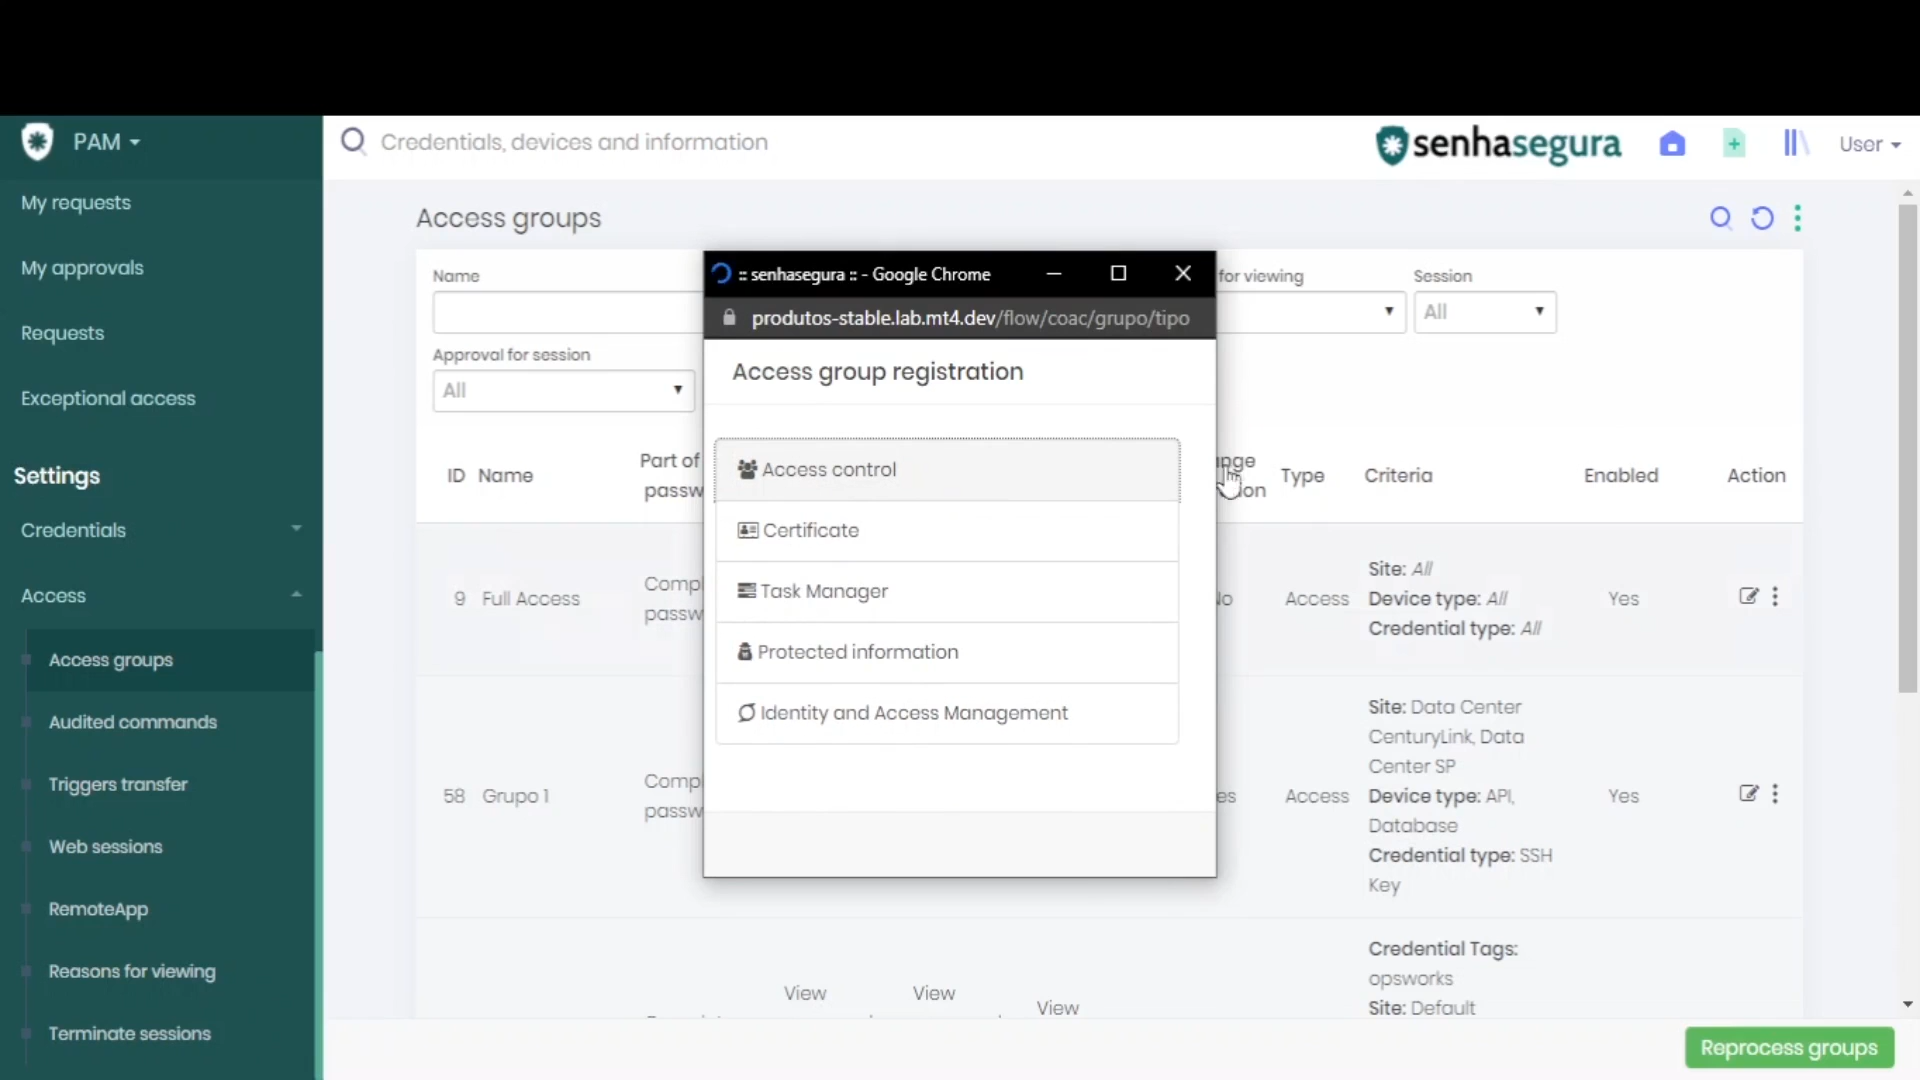 PAM
Credentials, devices and information
senhasegura
User
My requests
My approvals
Requests
Exceptional access
Settings
Credentials
Access
Access groups
Audited commands
Triggers transfer
Web sessions
RemoteApp
Reasons for viewing
Terminate sessions
Access groups
Name
for viewing
Session
All
Approval for session
All
ID Name
Part of
passw
Type
Criteria
Enabled
Action
9 Full Access
Compl
passw
Access
Site: All
Device type: All
Credential type: All
Yes
58 Grupo 1
Compl
passw
es
Access
Site: Data Center
CenturyLink, Data
Center SP
Device type: API,
Database
Credential type: SSH
Key
Yes
View
View
View
Credential Tags:
opsworks
Site: Default
:: senhasegura :: - Google Chrome
produtos-stable.lab.mt4.dev/flow/coac/grupo/tipo
Access group registration
Access control
Certificate
Task Manager
Protected information
Identity and Access Management
Reprocess groups